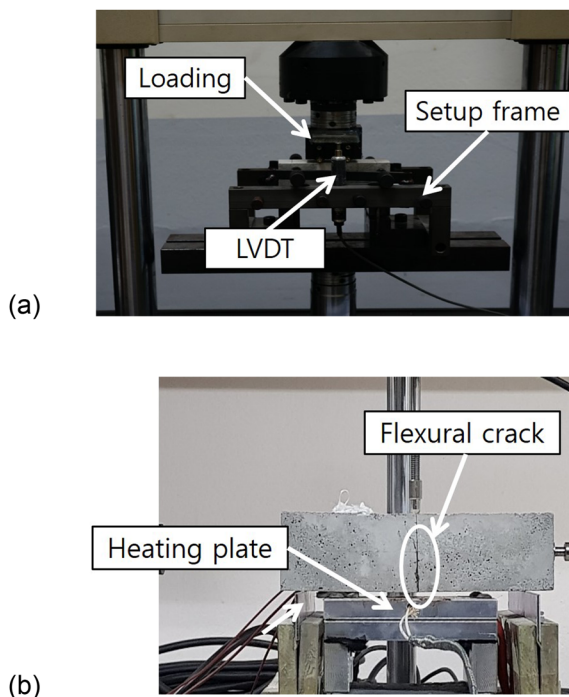 Loading
Setup frame
LVDT
(a)
Flexural crack
Heating plate
(b)